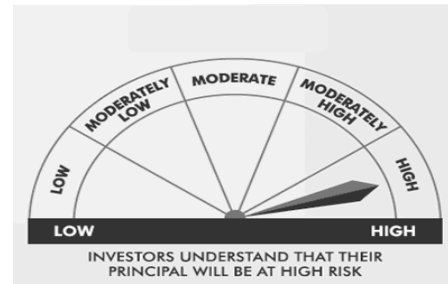 LOW
MODERATELY
LOW
MODERATE
MODERATELY
HIGH
HIGH
LOW
HIGH
INVESTORS UNDERSTAND THAT THEIR
PRINCIPAL WILL BE AT HIGH RISK